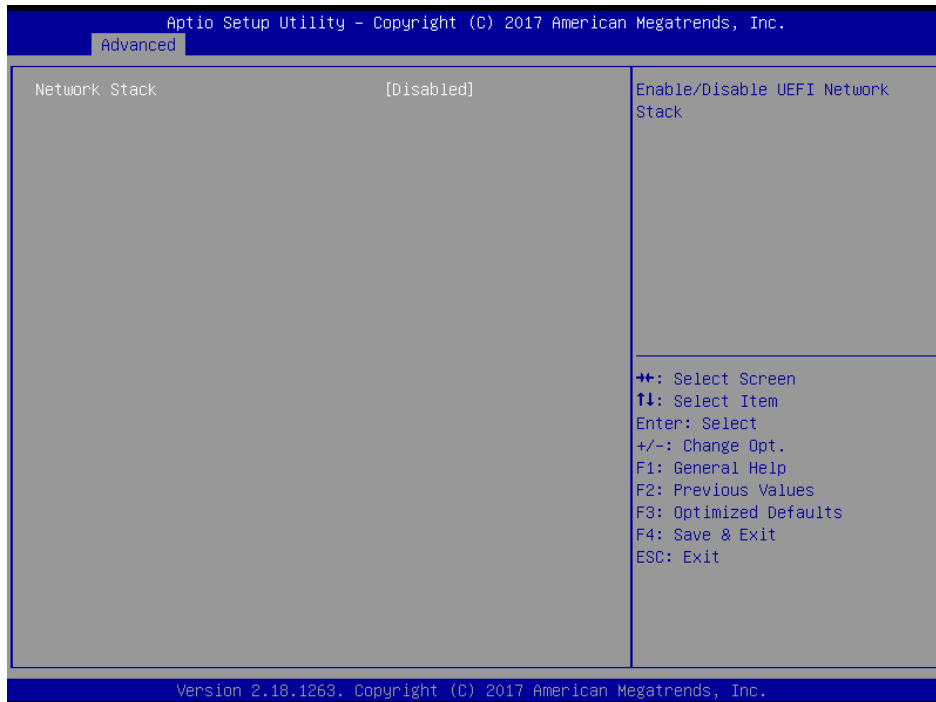 Aptio Setup Utility – Copyright (C) 2017 American Megatrends, Inc.
Advanced
Network Stack [Disabled]
Enable/Disable UEFI Network
Stack
→←: Select Screen
↑↓: Select Item
Enter: Select
+/-: Change Opt.
F1: General Help
F2: Previous Values
F3: Optimized Defaults
F4: Save & Exit
ESC: Exit
Version 2.18.1263. Copyright (C) 2017 American Megatrends, Inc.